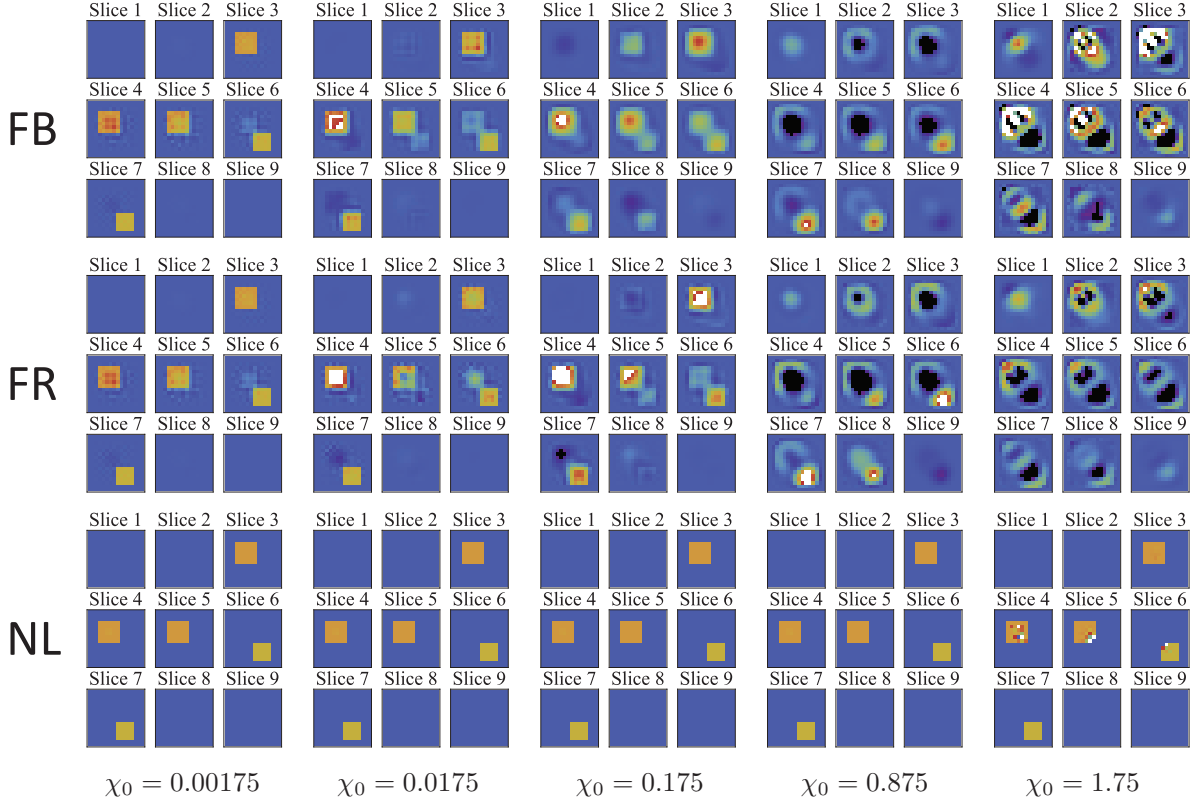 Slice 1 Slice 2 Slice 3 Slice 1 Slice 2 Slice 3 Slice 1 Slice 2 Slice 3 Slice 1 Slice 2 Slice 3 Slice 1 Slice 2 Slice 3
FB
Slice 4 Slice 5 Slice 6 Slice 4 Slice 5 Slice 6 Slice 4 Slice 5 Slice 6 Slice 4 Slice 5 Slice 6 Slice 4 Slice 5 Slice 6
Slice 7 Slice 8 Slice 9 Slice 7 Slice 8 Slice 9 Slice 7 Slice 8 Slice 9 Slice 7 Slice 8 Slice 9 Slice 7 Slice 8 Slice 9
Slice 1 Slice 2 Slice 3 Slice 1 Slice 2 Slice 3 Slice 1 Slice 2 Slice 3 Slice 1 Slice 2 Slice 3 Slice 1 Slice 2 Slice 3
FR
Slice 4 Slice 5 Slice 6 Slice 4 Slice 5 Slice 6 Slice 4 Slice 5 Slice 6 Slice 4 Slice 5 Slice 6 Slice 4 Slice 5 Slice 6
Slice 7 Slice 8 Slice 9 Slice 7 Slice 8 Slice 9 Slice 7 Slice 8 Slice 9 Slice 7 Slice 8 Slice 9 Slice 7 Slice 8 Slice 9
Slice 1 Slice 2 Slice 3 Slice 1 Slice 2 Slice 3 Slice 1 Slice 2 Slice 3 Slice 1 Slice 2 Slice 3 Slice 1 Slice 2 Slice 3
NL
Slice 4 Slice 5 Slice 6 Slice 4 Slice 5 Slice 6 Slice 4 Slice 5 Slice 6 Slice 4 Slice 5 Slice 6 Slice 4 Slice 5 Slice 6
Slice 7 Slice 8 Slice 9 Slice 7 Slice 8 Slice 9 Slice 7 Slice 8 Slice 9 Slice 7 Slice 8 Slice 9 Slice 7 Slice 8 Slice 9
χ₀ = 0.00175 χ₀ = 0.0175 χ₀ = 0.175 χ₀ = 0.875 χ₀ = 1.75